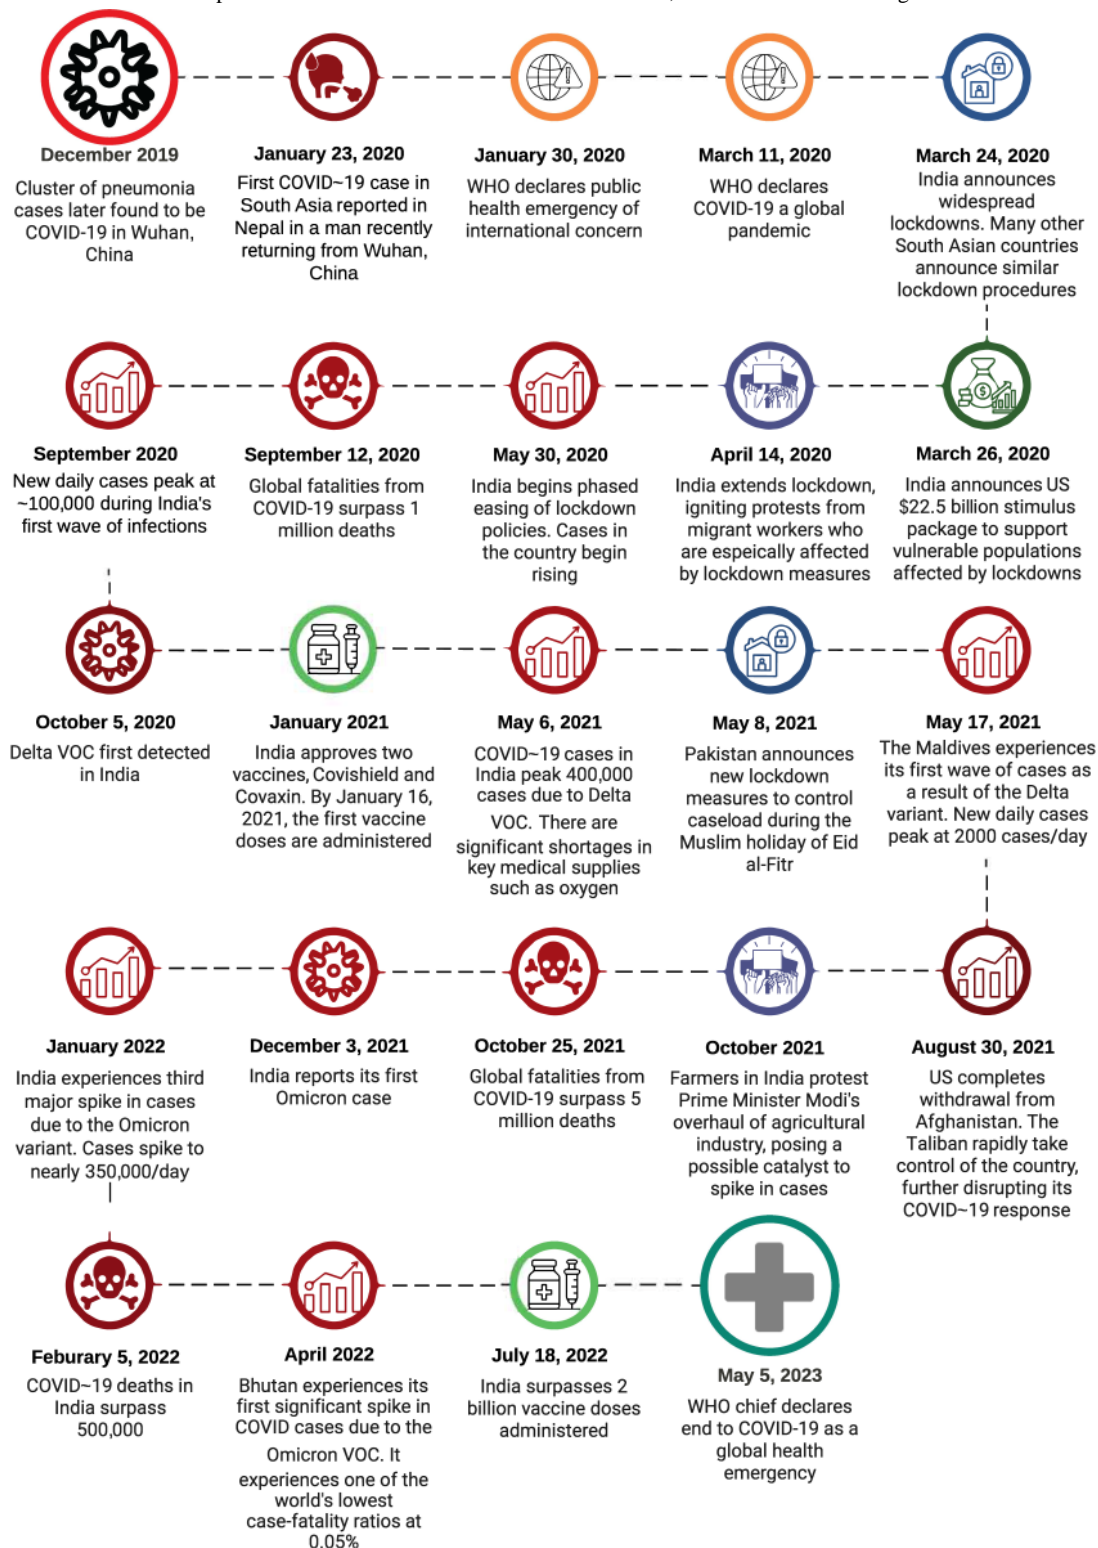 December 2019
Cluster of pneumonia
cases later found to be
COVID-19 in Wuhan,
China
January 23, 2020
First COVID~19 case in
South Asia reported in
Nepal in a man recently
returning from Wuhan,
China
January 30, 2020
WHO declares public
health emergency of
international concern
March 11, 2020
WHO declares
COVID-19 a global
pandemic
March 24, 2020
India announces
widespread
lockdowns. Many other
South Asian countries
announce similar
lockdown procedures
September 2020
New daily cases peak at
~100,000 during India's
first wave of infections
September 12, 2020
Global fatalities from
COVID-19 surpass 1
million deaths
May 30, 2020
India begins phased
easing of lockdown
policies. Cases in
the country begin
rising
April 14, 2020
India extends lockdown,
igniting protests from
migrant workers who
are espeically affected
by lockdown measures
March 26, 2020
India announces US
$22.5 billion stimulus
package to support
vulnerable populations
affected by lockdowns
October 5, 2020
Delta VOC first detected
in India
January 2021
India approves two
vaccines, Covishield and
Covaxin. By January 16,
2021, the first vaccine
doses are administered
May 6, 2021
COVID~19 cases in
India peak 400,000
cases due to Delta
VOC. There are
significant shortages in
key medical supplies
such as oxygen
May 8, 2021
Pakistan announces
new lockdown
measures to control
caseload during the
Muslim holiday of Eid
al-Fitr
May 17, 2021
The Maldives experiences
its first wave of cases as
a result of the Delta
variant. New daily cases
peak at 2000 cases/day
January 2022
India experiences third
major spike in cases
due to the Omicron
variant. Cases spike to
nearly 350,000/day
December 3, 2021
India reports its first
Omicron case
October 25, 2021
Global fatalities from
COVID-19 surpass 5
million deaths
October 2021
Farmers in India protest
Prime Minister Modi's
overhaul of agricultural
industry, posing a
possible catalyst to
spike in cases
August 30, 2021
US completes
withdrawal from
Afghanistan. The
Taliban rapidly take
control of the country,
further disrupting its
COVID~19 response
Feburary 5, 2022
COVID~19 deaths in
India surpass
500,000
April 2022
Bhutan experiences its
first significant spike in
COVID cases due to the
Omicron VOC. It
experiences one of the
world's lowest
case-fatality ratios at
0.05%
July 18, 2022
India surpasses 2
billion vaccine doses
administered
May 5, 2023
WHO chief declares
end to COVID-19 as a
global health
emergency